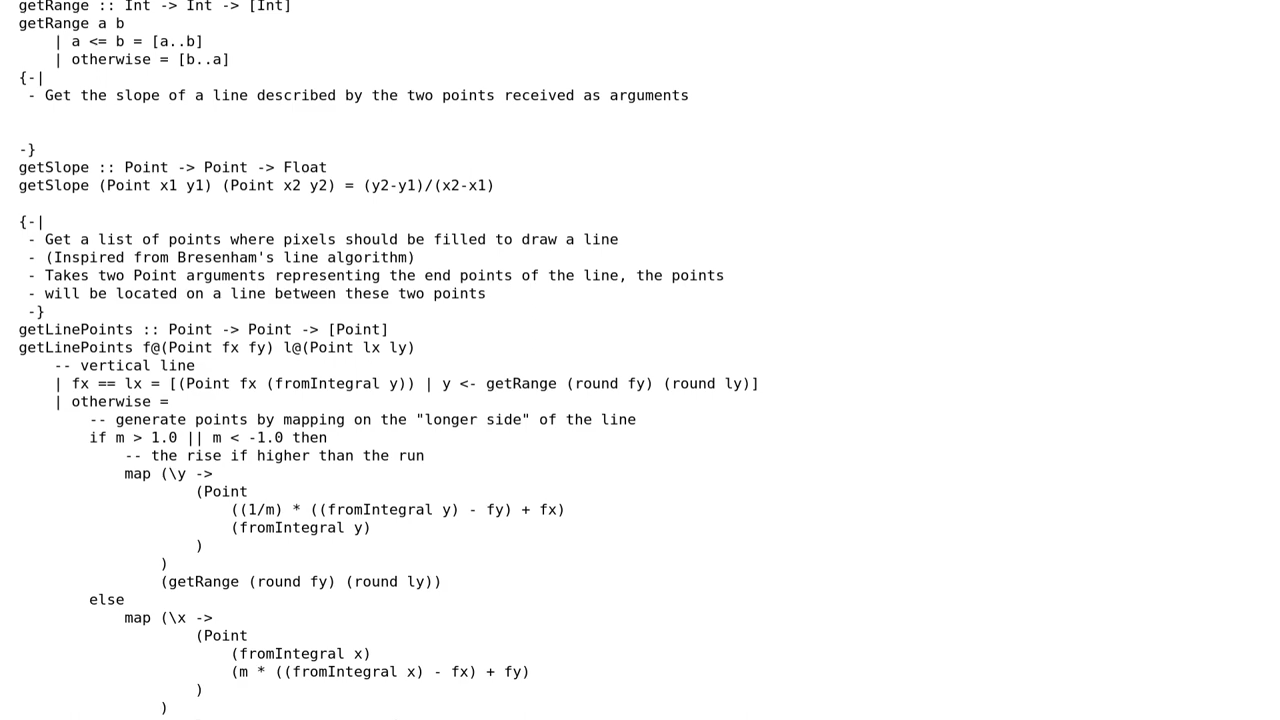 getRange :: Int -> Int -> [Int]
getRange a b
    | a <= b = [a..b]
    | otherwise = [b..a]
{-|
 - Get the slope of a line described by the two points received as arguments
-}
getSlope :: Point -> Point -> Float
getSlope (Point x1 y1) (Point x2 y2) = (y2-y1)/(x2-x1)
{-|
 - Get a list of points where pixels should be filled to draw a line
 - (Inspired from Bresenham's line algorithm)
 - Takes two Point arguments representing the end points of the line, the points
 - will be located on a line between these two points
 -}
getLinePoints :: Point -> Point -> [Point]
getLinePoints f@(Point fx fy) l@(Point lx ly)
    -- vertical line
    | fx == lx = [(Point fx (fromIntegral y)) | y <- getRange (round fy) (round ly)]
    | otherwise =
        -- generate points by mapping on the "longer side" of the line
        if m > 1.0 || m < -1.0 then
            -- the rise if higher than the run
            map (\y ->
                    (Point
                        ((1/m) * ((fromIntegral y) - fy) + fx)
                        (fromIntegral y)
                    )
                )
                (getRange (round fy) (round ly))
        else
            map (\x ->
                    (Point
                        (fromIntegral x)
                        (m * ((fromIntegral x) - fx) + fy)
                    )
                )